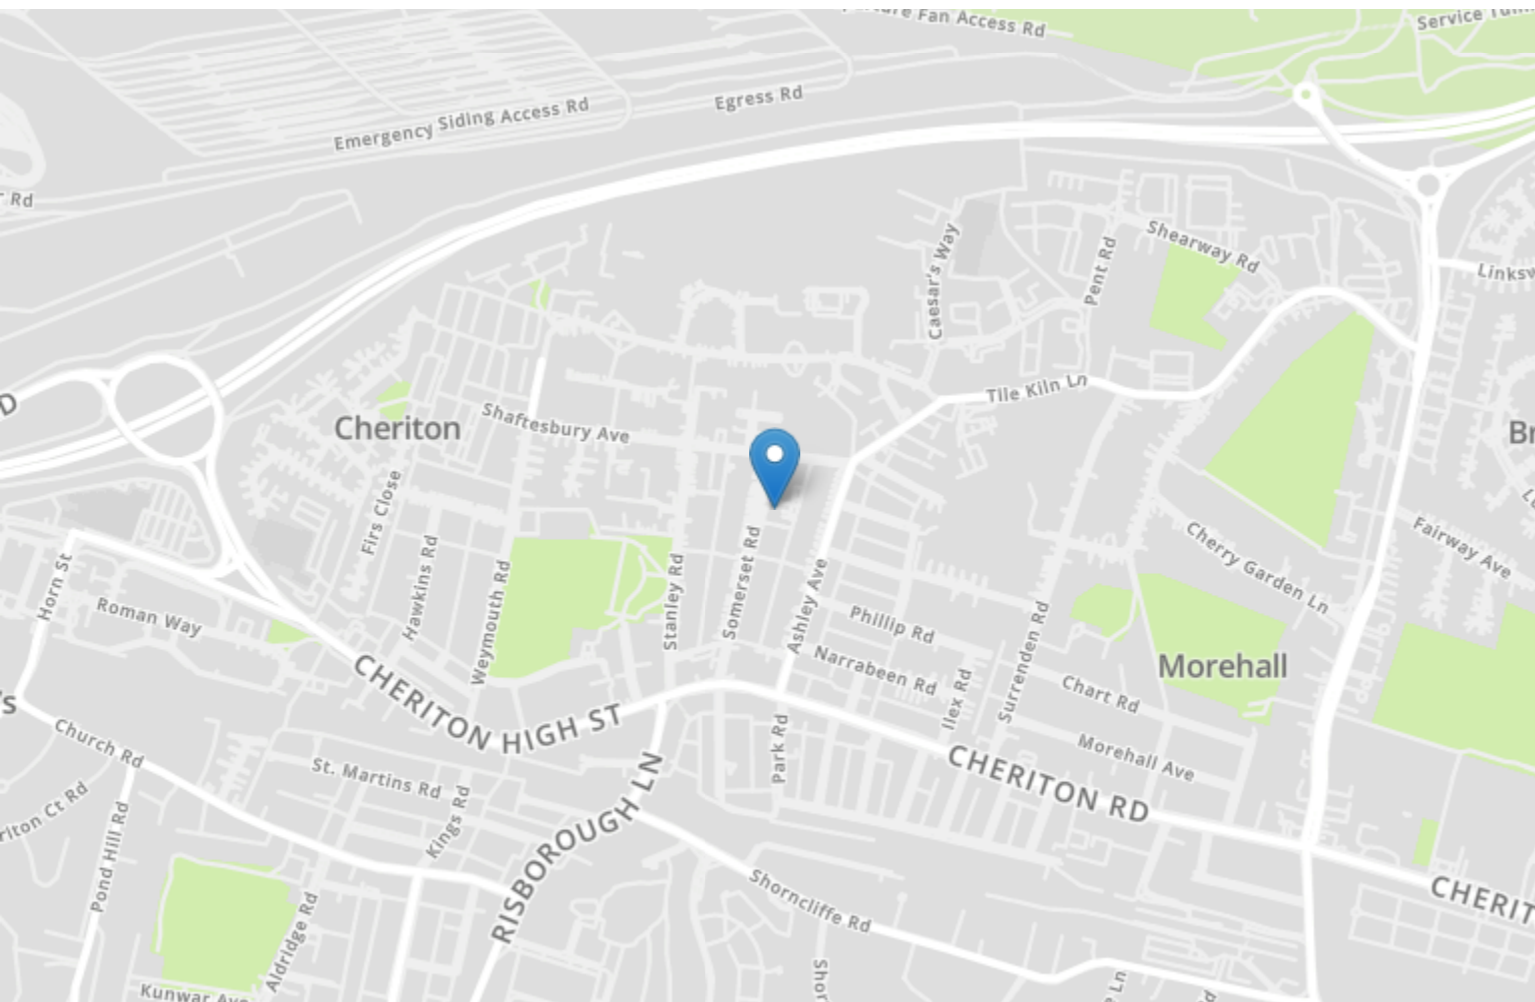 Fan Access Rd
Service
Egress Rd
Emergency Siding Access Rd
Rd
Shearway Rd
Caesar's Way
Pent Rd
Tile Kiln Ln
Shaftesbury Ave
Cheriton
Firs Close
Hawkins Rd
Weymouth Rd
Stanley Rd
Somerset Rd
Ashley Ave
Phillip Rd
Narrabeen Rd
Ilex Rd
Surrenden Rd
Chart Rd
Morehall
Morehall Ave
Cherry Garden Ln
Fairway Ave
Horn St
Roman Way
CHERITON HIGH ST
CHERITON RD
Park Rd
RISBOROUGH LN
Church Rd
St. Martins Rd
Kings Rd
Ct Rd
Pond Hill Rd
Aldridge Rd
Shorncliffe Rd
Kunwar
Ln